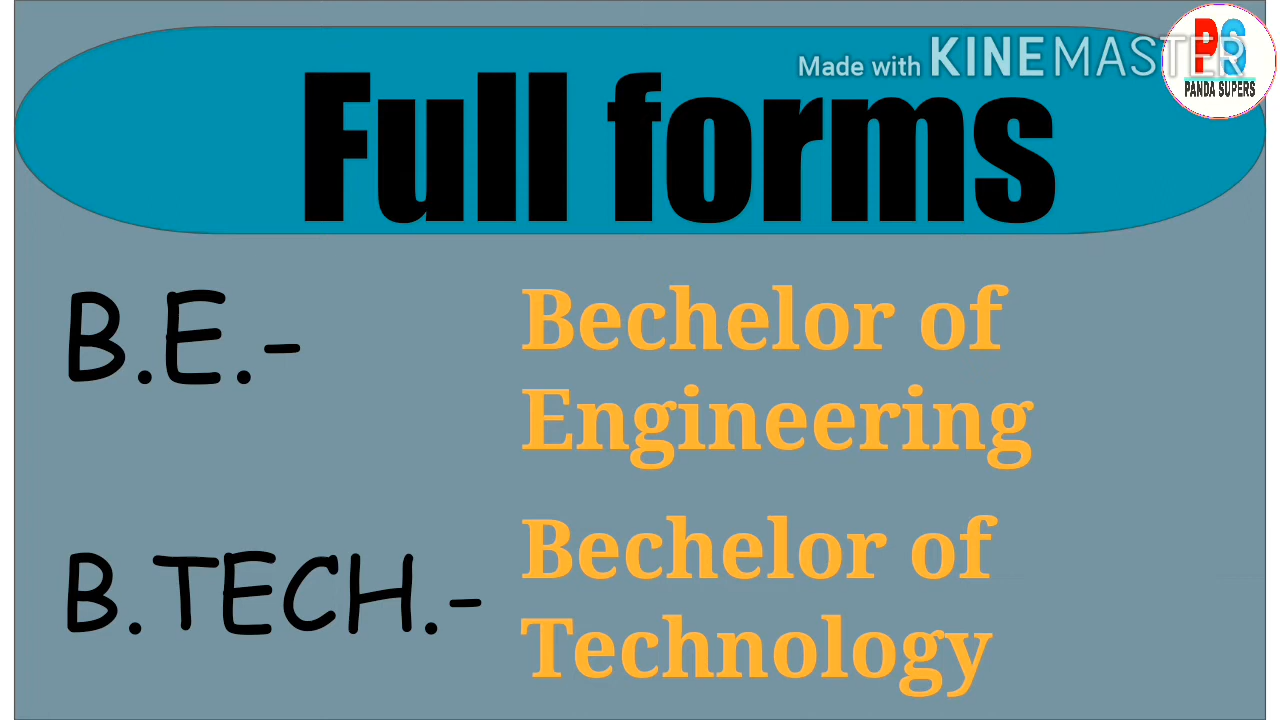 Made with KINEMASTER
PS
PANDA SUPERS
Full forms
B.E.- Bechelor of
Engineering
B.TECH.- Bechelor of
Technology